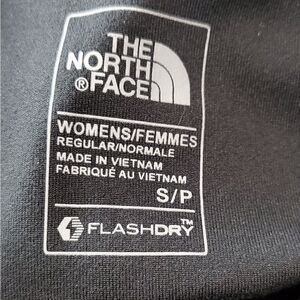 THE
NORTH
®FACE
WOMENS/FEMMES
REGULAR/NORMALE
MADE IN VIETNAM
FABRIQUÉ AU VIETNAM
S/P
FLASHDRY™